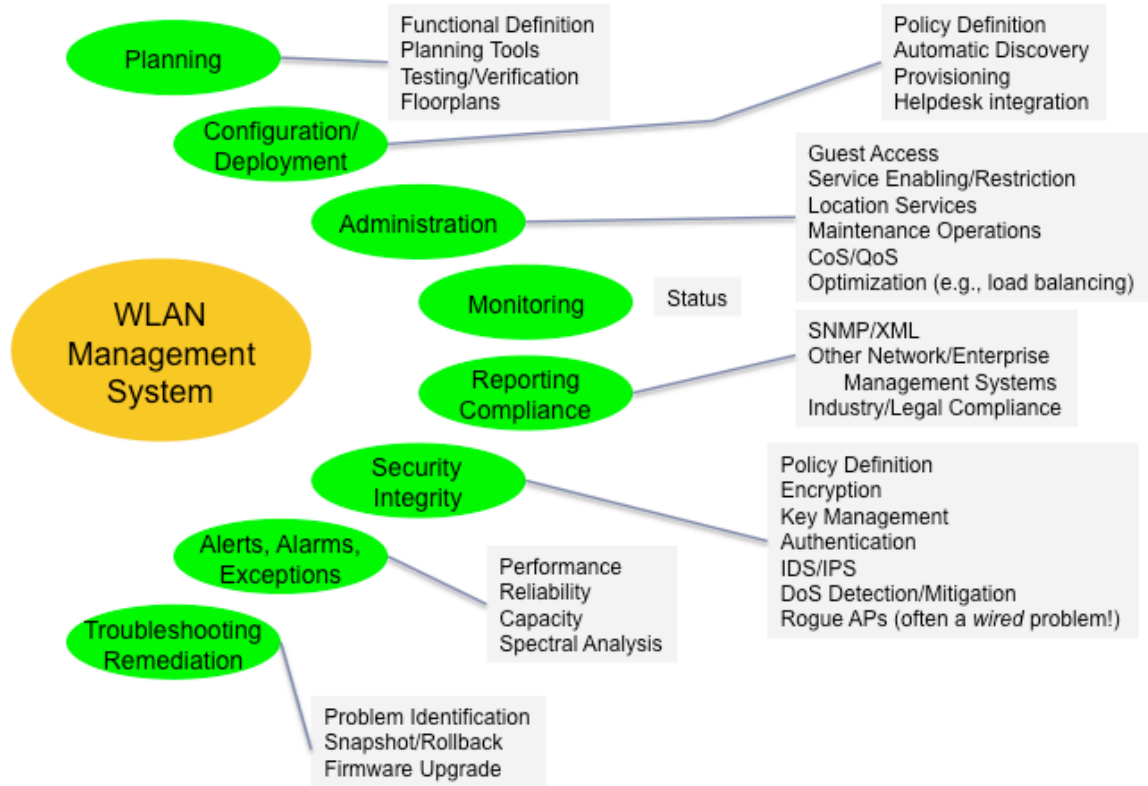 Planning
Functional Definition
Planning Tools
Testing/Verification
Floorplans
Configuration/
Deployment
Policy Definition
Automatic Discovery
Provisioning
Helpdesk integration
Administration
Guest Access
Service Enabling/Restriction
Location Services
Maintenance Operations
CoS/QoS
Optimization (e.g., load balancing)
WLAN
Management
System
Monitoring
Status
Reporting
Compliance
SNMP/XML
Other Network/Enterprise
Management Systems
Industry/Legal Compliance
Security
Integrity
Policy Definition
Encryption
Key Management
Authentication
IDS/IPS
DoS Detection/Mitigation
Rogue APs (often a wired problem!)
Alerts, Alarms,
Exceptions
Performance
Reliability
Capacity
Spectral Analysis
Troubleshooting
Remediation
Problem Identification
Snapshot/Rollback
Firmware Upgrade